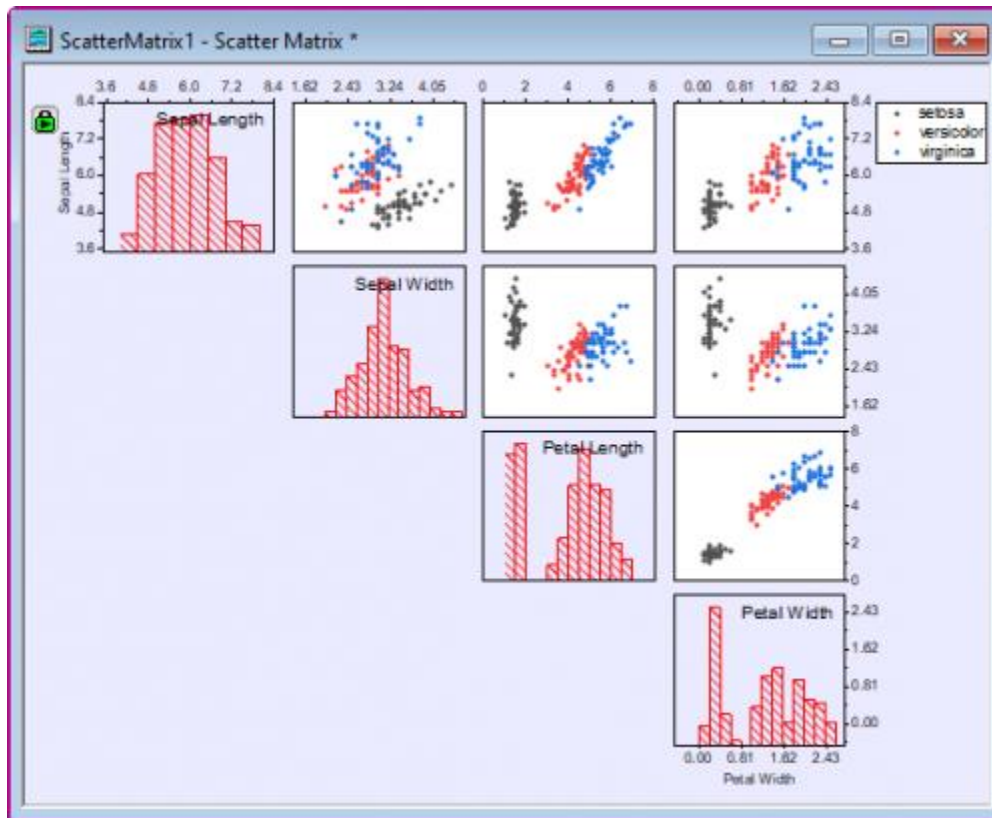 ScatterMatrix1 - Scatter Matrix *
3.6 4.8 6.0 7.2 8.4 1.62 2.43 3.24 4.05 0 2 4 6 8 0.00 0.81 1.62 2.43
8.4
7.2
6.0
4.8
3.6
Sepal Length
Sepal Length
8.4
7.2
6.0
4.8
3.6
setosa
versicolor
virginica
Sepal Width
4.05
3.24
2.43
1.62
Petal Length
8
6
4
2
0
Petal Width
2.43
1.62
0.81
0.00
0.00 0.81 1.62 2.43
Petal Width